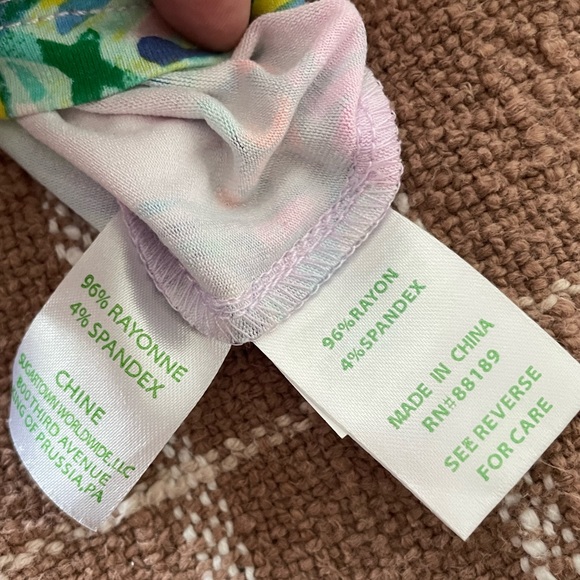 96% RAYONNE
4% SPANDEX
CHINE
SUGARTOWN WORLDWIDE, LLC
800 THIRD AVENUE
KING OF PRUSSIA, PA
96% RAYON
4% SPANDEX
MADE IN CHINA
RN# 88189
SEE REVERSE
FOR CARE